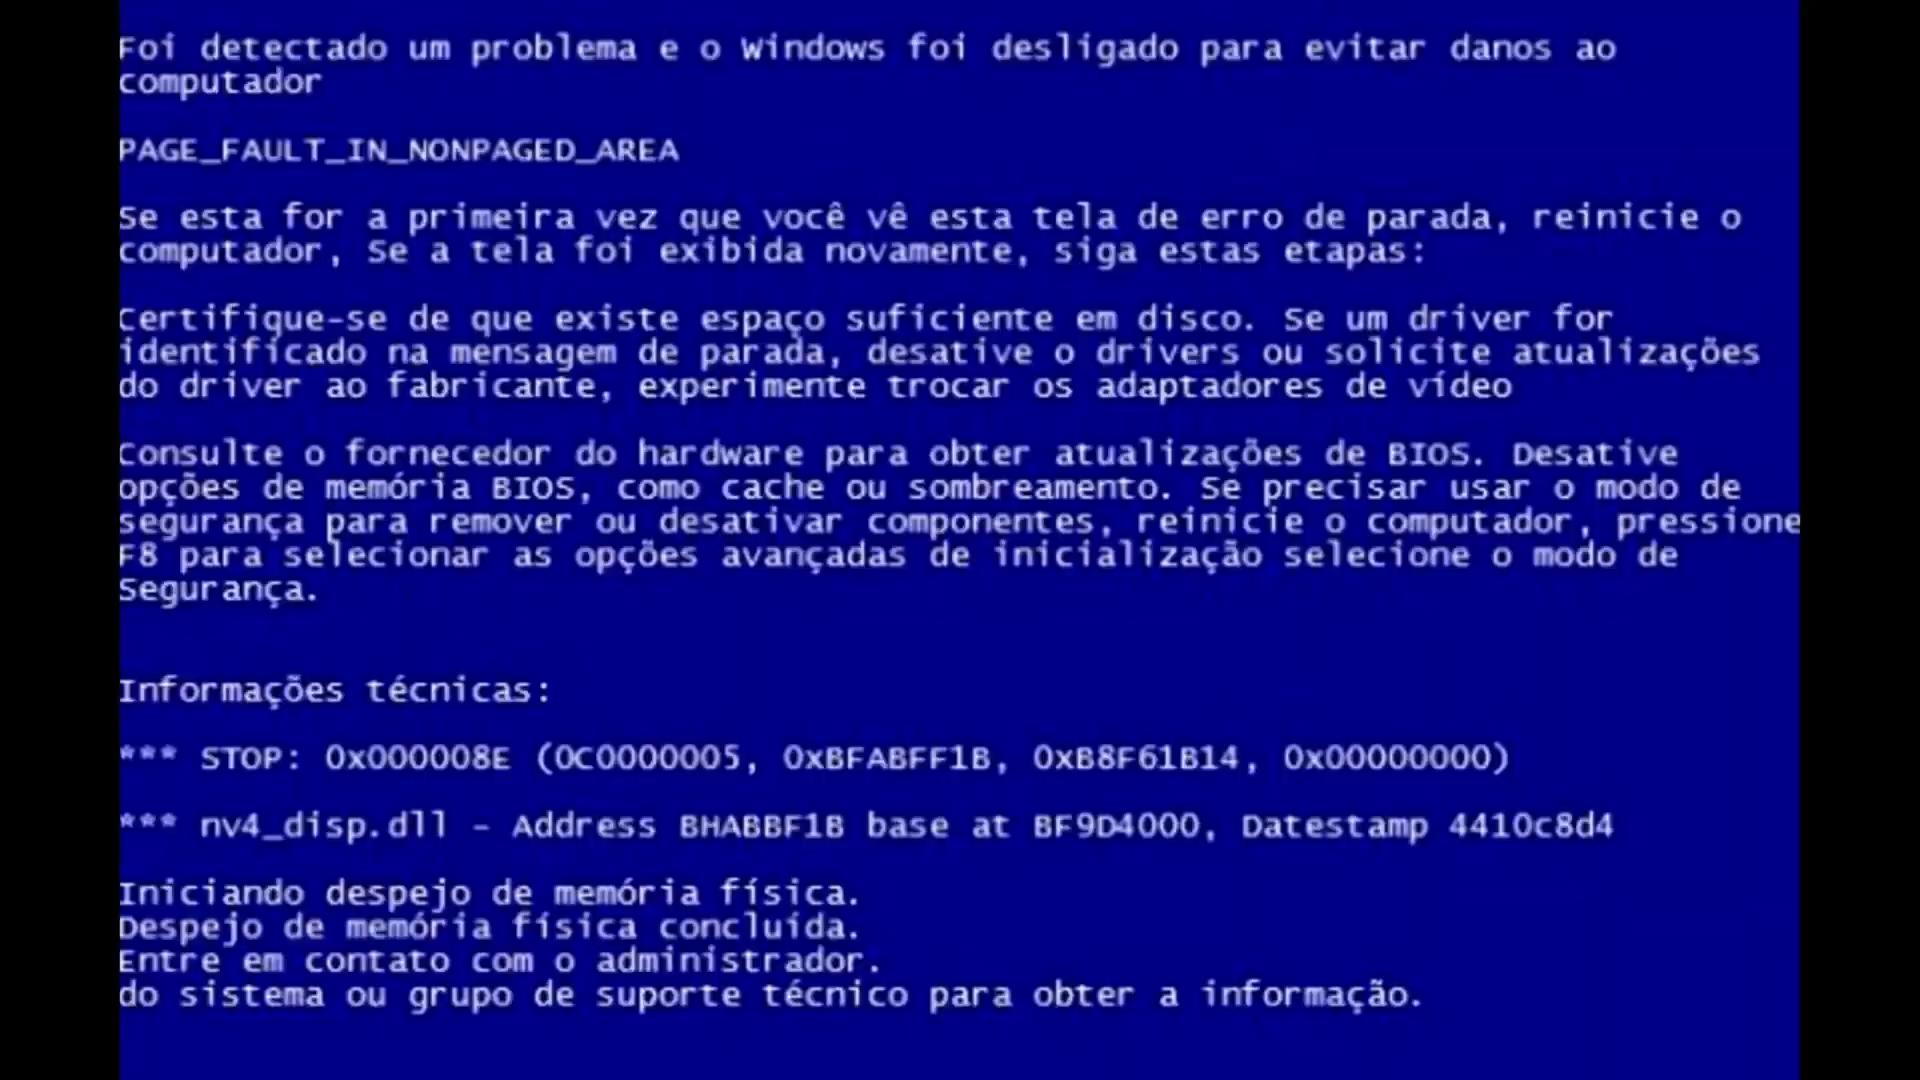 Foi detectado um problema e o Windows foi desligado para evitar danos ao
computador
PAGE_FAULT_IN_NONPAGED_AREA
Se esta for a primeira vez que você vê esta tela de erro de parada, reinicie o
computador, Se a tela foi exibida novamente, siga estas etapas:
Certifique-se de que existe espaço suficiente em disco. Se um driver for
identificado na mensagem de parada, desative o drivers ou solicite atualizações
do driver ao fabricante, experimente trocar os adaptadores de vídeo
Consulte o fornecedor do hardware para obter atualizações de BIOS. Desative
opções de memória BIOS, como cache ou sombreamento. Se precisar usar o modo de
segurança para remover ou desativar componentes, reinicie o computador, pressione
F8 para selecionar as opções avançadas de inicialização selecione o modo de
Segurança.
Informações técnicas:
*** STOP: 0x000008E (0C0000005, 0xBFABFF1B, 0xB8F61B14, 0x00000000)
*** nv4_disp.dll - Address BHABBF1B base at BF9D4000, Datestamp 4410c8d4
Iniciando despejo de memória física.
Despejo de memória física concluída.
Entre em contato com o administrador.
do sistema ou grupo de suporte técnico para obter a informação.